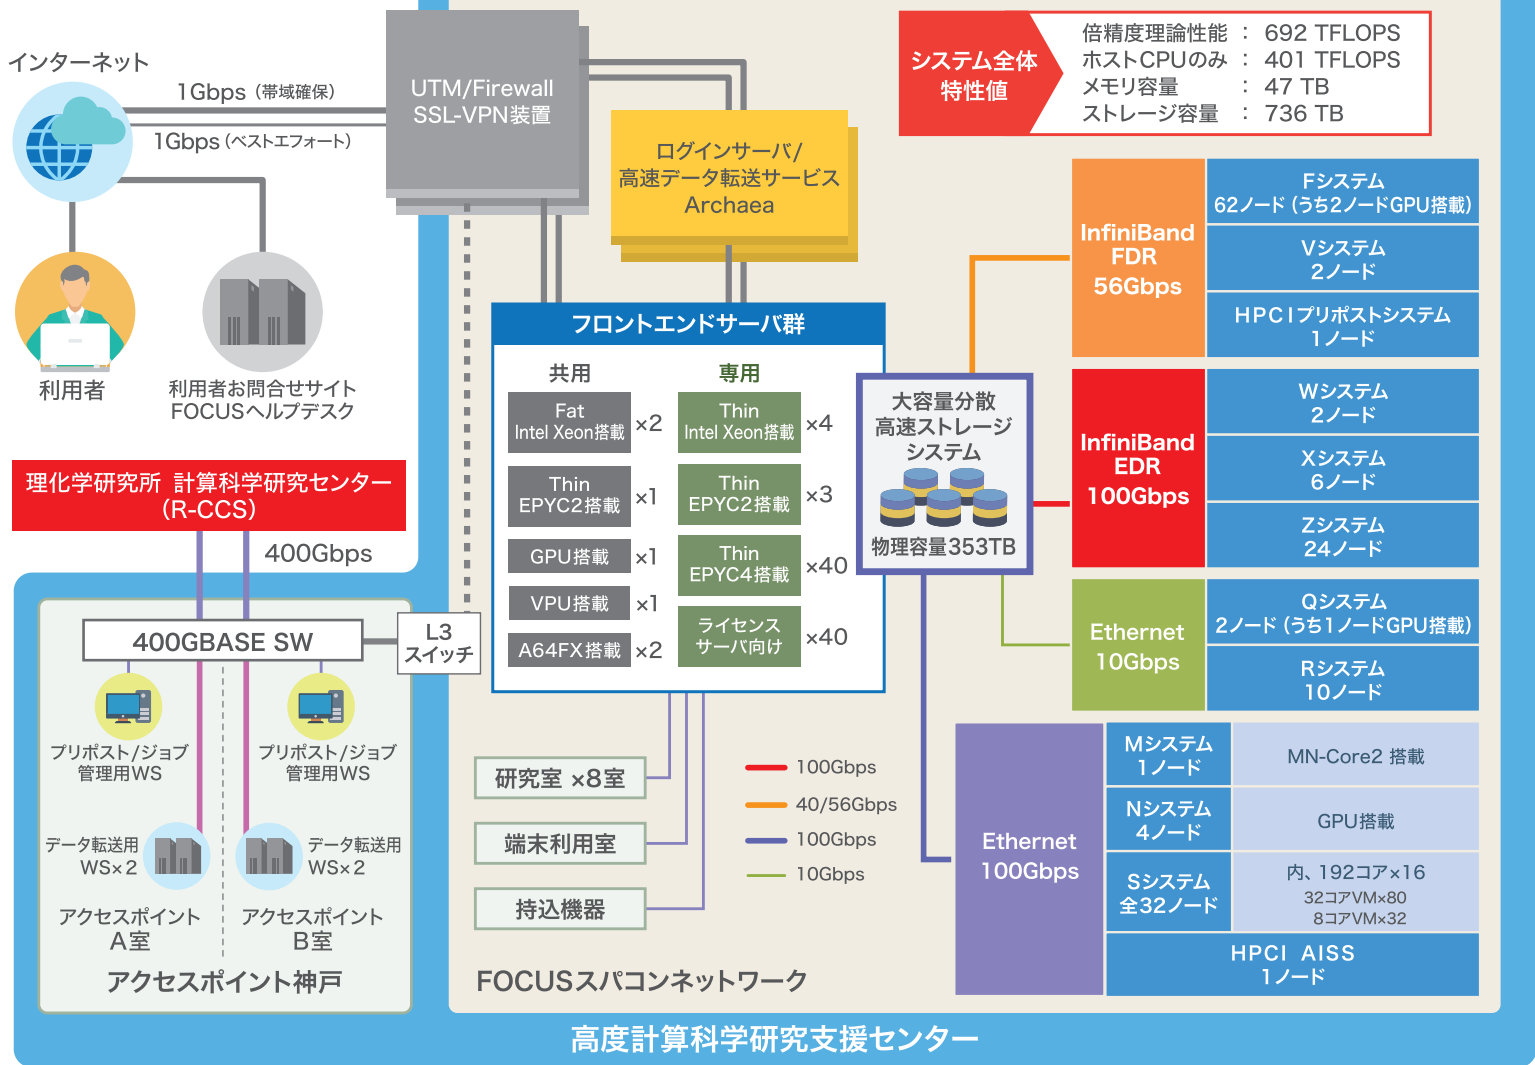 インターネット
1Gbps（帯域確保）
1Gbps（ベストエフォート）
利用者
利用者お問合せサイト
FOCUSヘルプデスク
UTM/Firewall
SSL-VPN装置
ログインサーバ/
高速データ転送サービス
Archaea
システム全体
特性値
倍精度理論性能 ： 692 TFLOPS
ホストCPUのみ ： 401 TFLOPS
メモリ容量 ： 47 TB
ストレージ容量 ： 736 TB
理化学研究所 計算科学研究センター
（R-CCS）
400Gbps
400GBASE SW
L3
スイッチ
プリポスト/ジョブ
管理用WS
プリポスト/ジョブ
管理用WS
データ転送用
WS×2
データ転送用
WS×2
アクセスポイント
A室
アクセスポイント
B室
アクセスポイント神戸
フロントエンドサーバ群
共用
Fat
Intel Xeon搭載
×2
Thin
EPYC2搭載
×1
GPU搭載
×1
VPU搭載
×1
A64FX搭載
×2
専用
Thin
Intel Xeon搭載
×4
Thin
EPYC2搭載
×3
Thin
EPYC4搭載
×40
ライセンス
サーバ向け
×40
大容量分散
高速ストレージ
システム
物理容量353TB
研究室 ×8室
端末利用室
持込機器
100Gbps
40/56Gbps
100Gbps
10Gbps
InfiniBand
FDR
56Gbps
Fシステム
62ノード（うち2ノードGPU搭載）
Vシステム
2ノード
HPCIプリポストシステム
1ノード
InfiniBand
EDR
100Gbps
Wシステム
2ノード
Xシステム
6ノード
Zシステム
24ノード
Ethernet
10Gbps
Qシステム
2ノード（うち1ノードGPU搭載）
Rシステム
10ノード
Ethernet
100Gbps
Mシステム
1ノード
MN-Core2 搭載
Nシステム
4ノード
GPU搭載
Sシステム
全32ノード
内、192コア×16
32コアVM×80
8コアVM×32
HPCI AISS
1ノード
FOCUSスパコンネットワーク
高度計算科学研究支援センター